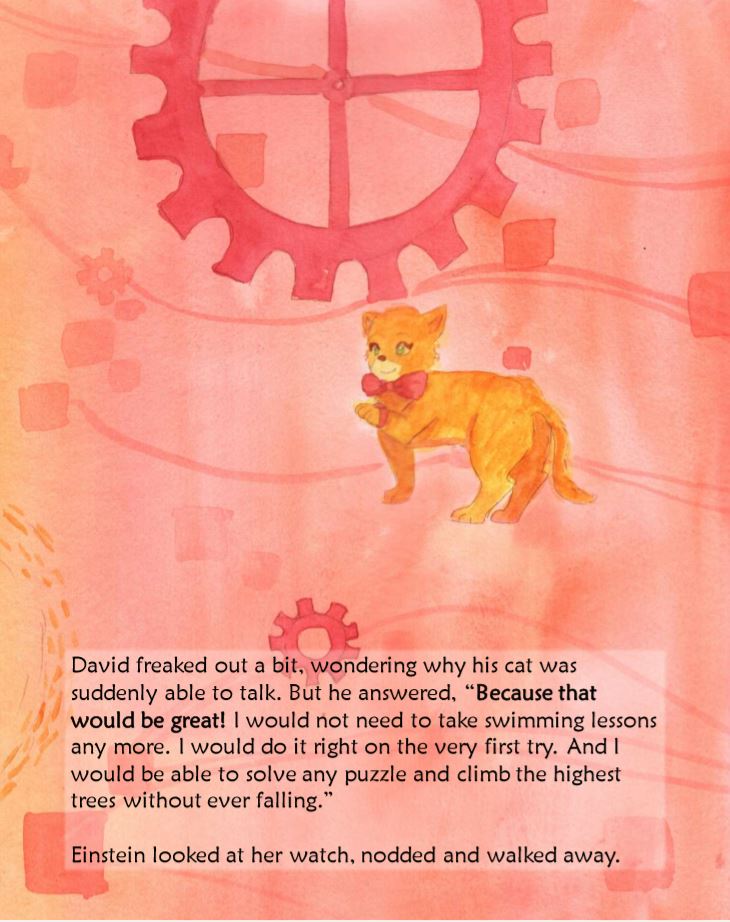 David freaked out a bit, wondering why his cat was
suddenly able to talk. But he answered, “Because that
would be great! I would not need to take swimming lessons
any more. I would do it right on the very first try. And I
would be able to solve any puzzle and climb the highest
trees without ever falling.”
Einstein looked at her watch, nodded and walked away.